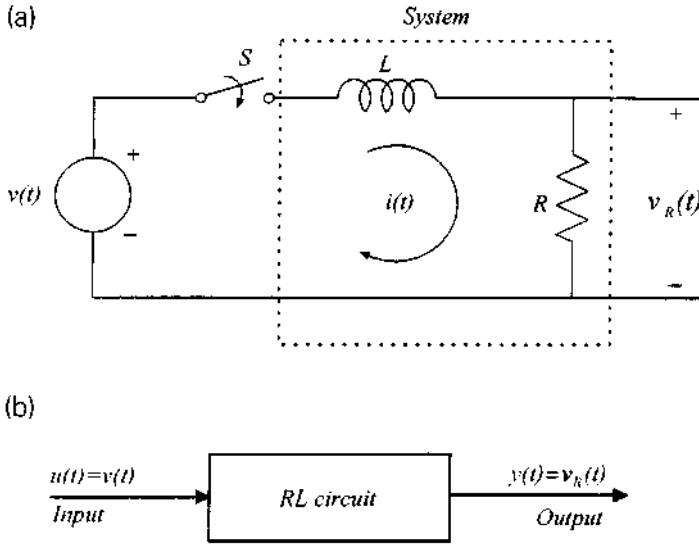 (a)
System
S
L
+
v(t)
−
i(t)
R
+
v_R(t)
−
(b)
u(t)=v(t)
Input
RL circuit
y(t)=v_R(t)
Output